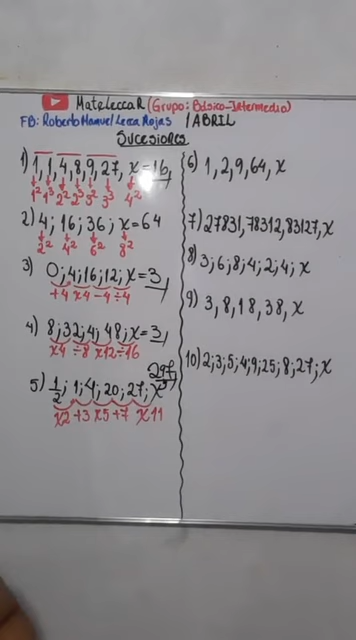 MateLeccaR (Grupo: Básico-Intermedia)
FB: Roberto Manuel Lecca Rojas / ABRIL
Sucesiones
1) 1, 1, 4, 8, 9, 27, x = 16
1² 1³ 2² 2³ 3² 3³ 4²
2) 4; 16; 36; x = 64
2² 4² 6² 8²
3) 0; 4; 16; 12; x = 3
+4 x4 -4 ÷4
4) 8; 32; 4; 48; x = 3
x4 ÷8 x12 ÷16
297
5) 1/2; 1; 4; 20; 27; x
x2 +3 x5 +7 x11
6) 1, 2, 9, 64, x
7) 27831, 78312, 83127, x
8) 3; 6; 8; 4; 2; 4; x
9) 3, 8, 18, 38, x
10) 2; 3; 5; 4; 9; 25; 8; 27; x